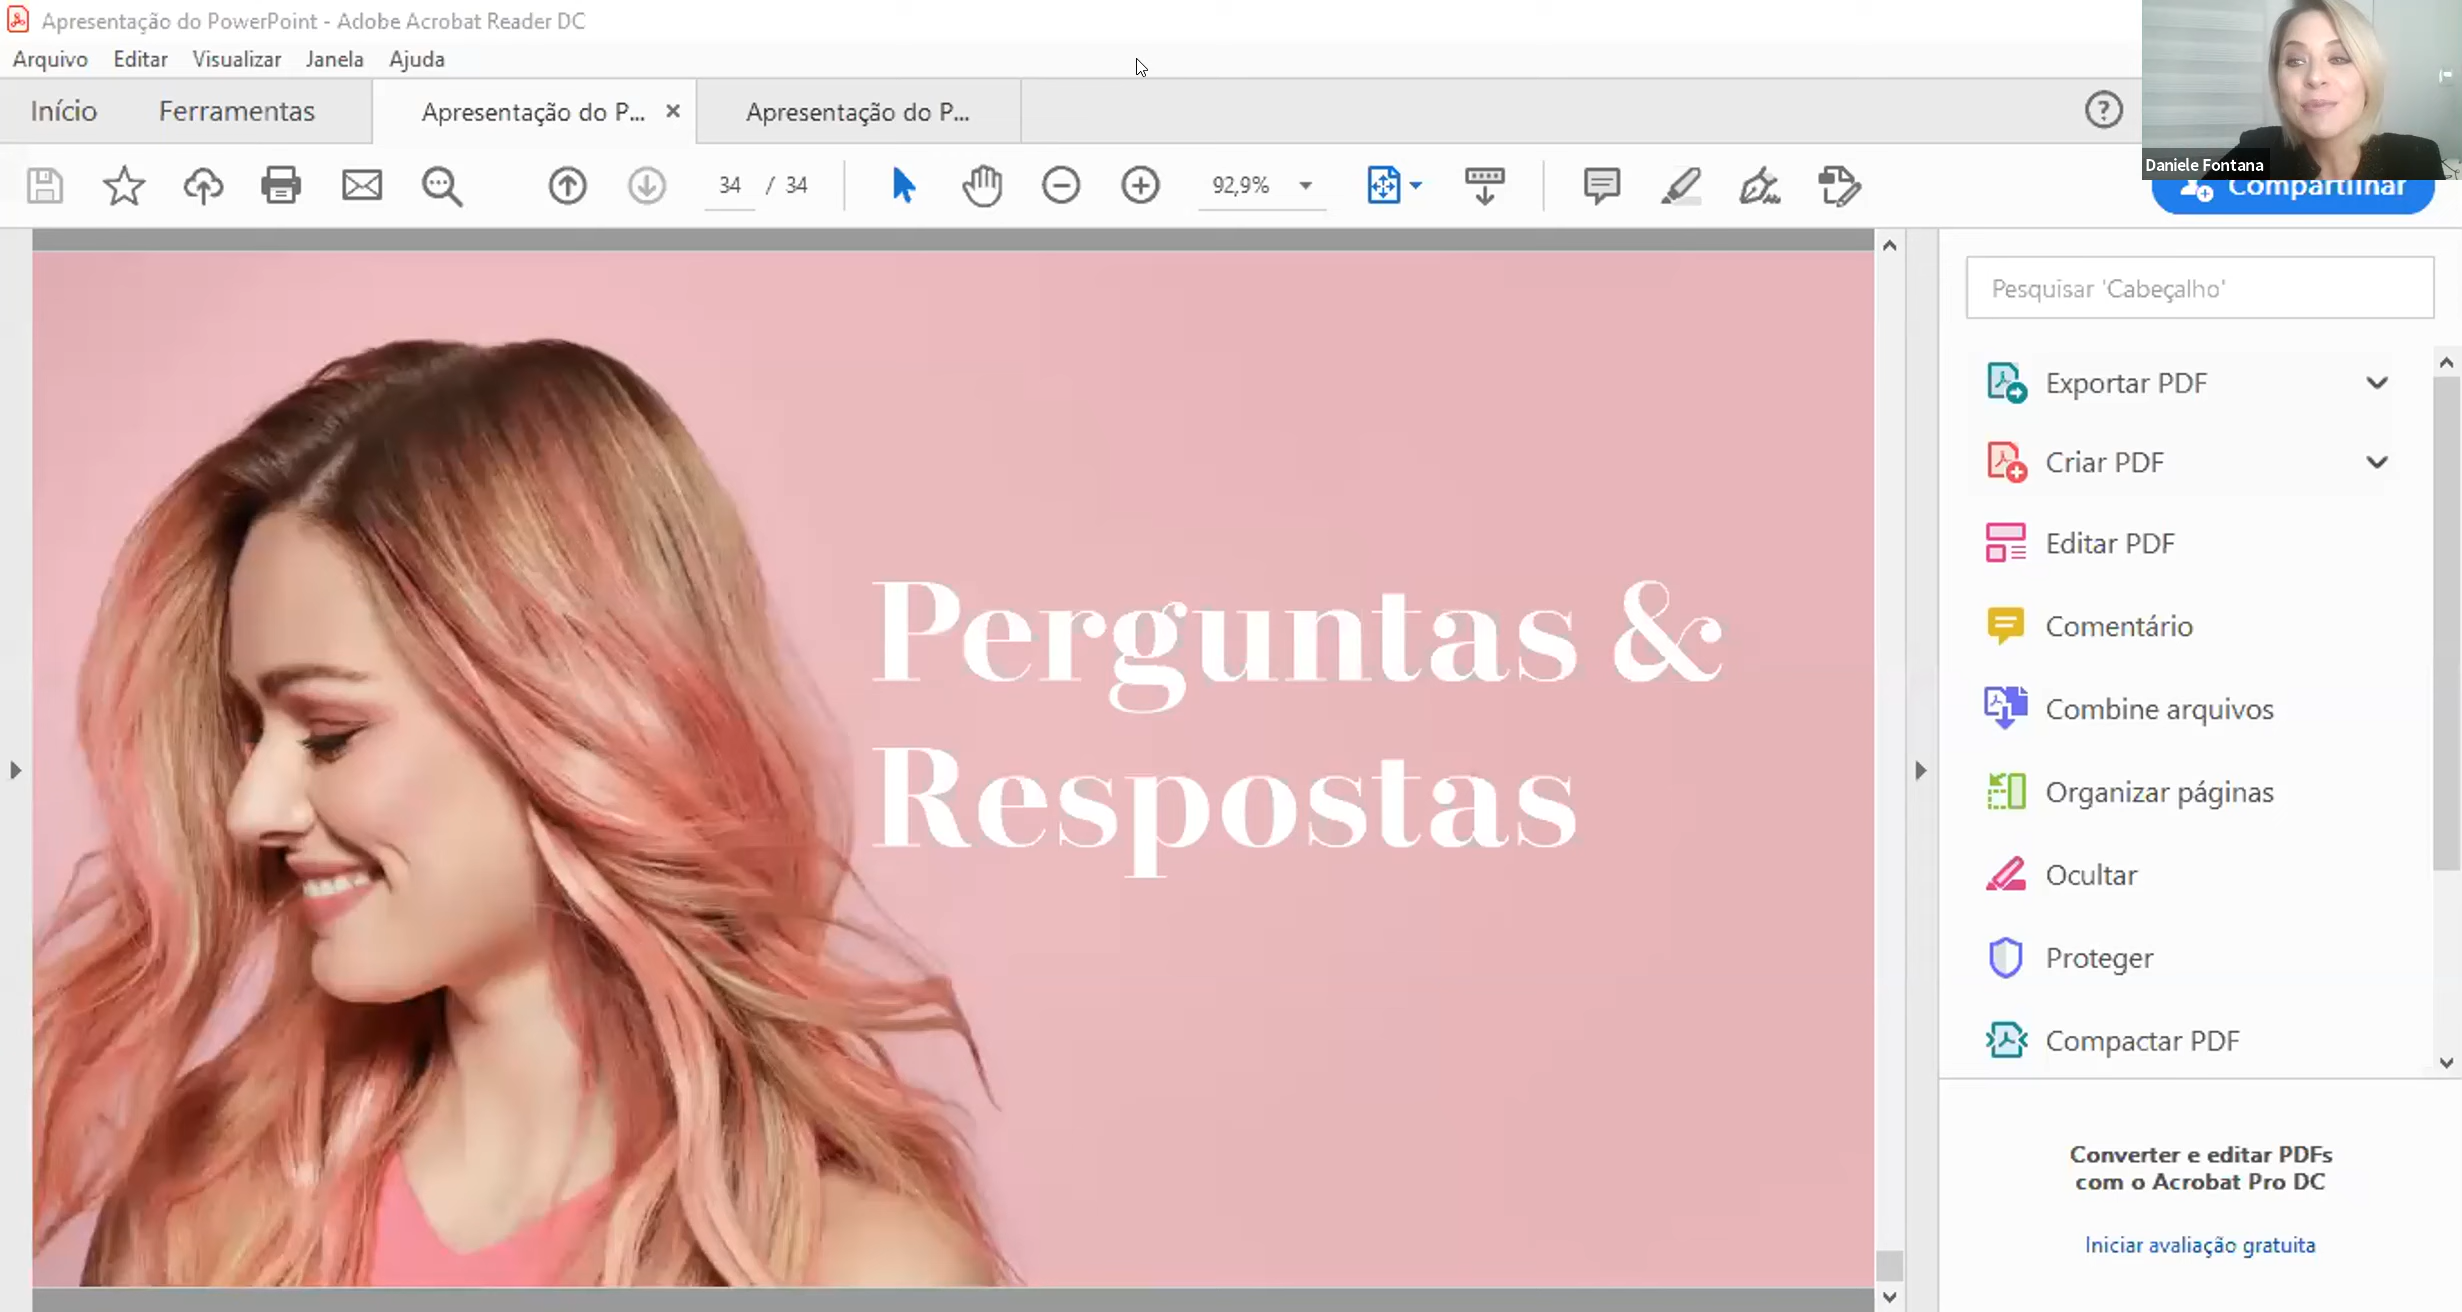 Apresentação do PowerPoint - Adobe Acrobat Reader DC
Arquivo Editar Visualizar Janela Ajuda
Início Ferramentas Apresentação do P... Apresentação do P...
34 / 34 92,9%
Daniele Fontana
Compartilhar
Pesquisar 'Cabeçalho'
Exportar PDF
Criar PDF
Editar PDF
Comentário
Combine arquivos
Organizar páginas
Ocultar
Proteger
Compactar PDF
Converter e editar PDFs
com o Acrobat Pro DC
Iniciar avaliação gratuita
Perguntas &
Respostas